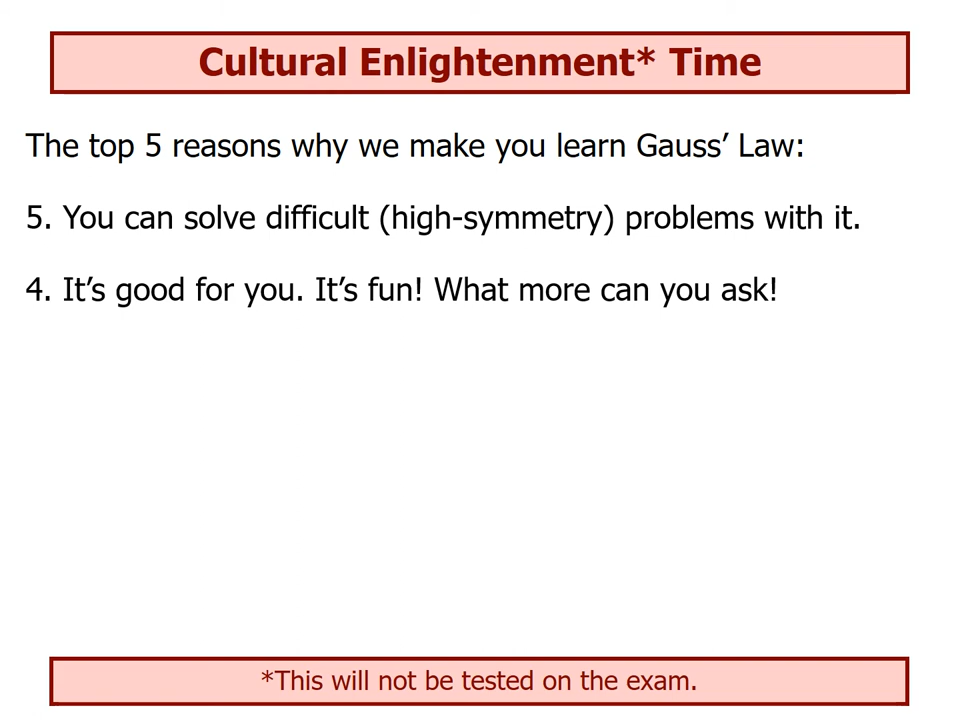 Cultural Enlightenment* Time
The top 5 reasons why we make you learn Gauss’ Law:
5. You can solve difficult (high-symmetry) problems with it.
4. It’s good for you. It’s fun! What more can you ask!
*This will not be tested on the exam.